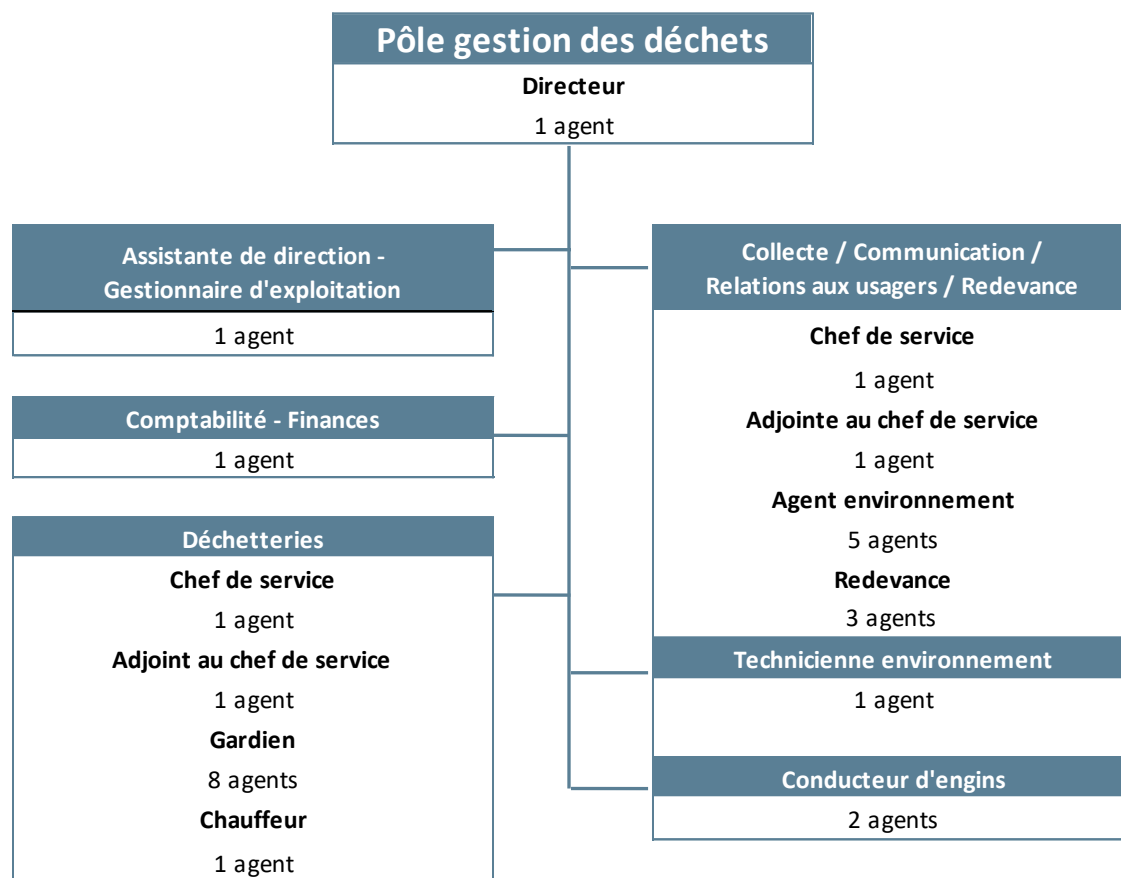 Pôle gestion des déchets
Directeur
1 agent
Assistante de direction -
Gestionnaire d'exploitation
1 agent
Comptabilité - Finances
1 agent
Déchetteries
Chef de service
1 agent
Adjoint au chef de service
1 agent
Gardien
8 agents
Chauffeur
1 agent
Collecte / Communication /
Relations aux usagers / Redevance
Chef de service
1 agent
Adjointe au chef de service
1 agent
Agent environnement
5 agents
Redevance
3 agents
Technicienne environnement
1 agent
Conducteur d'engins
2 agents